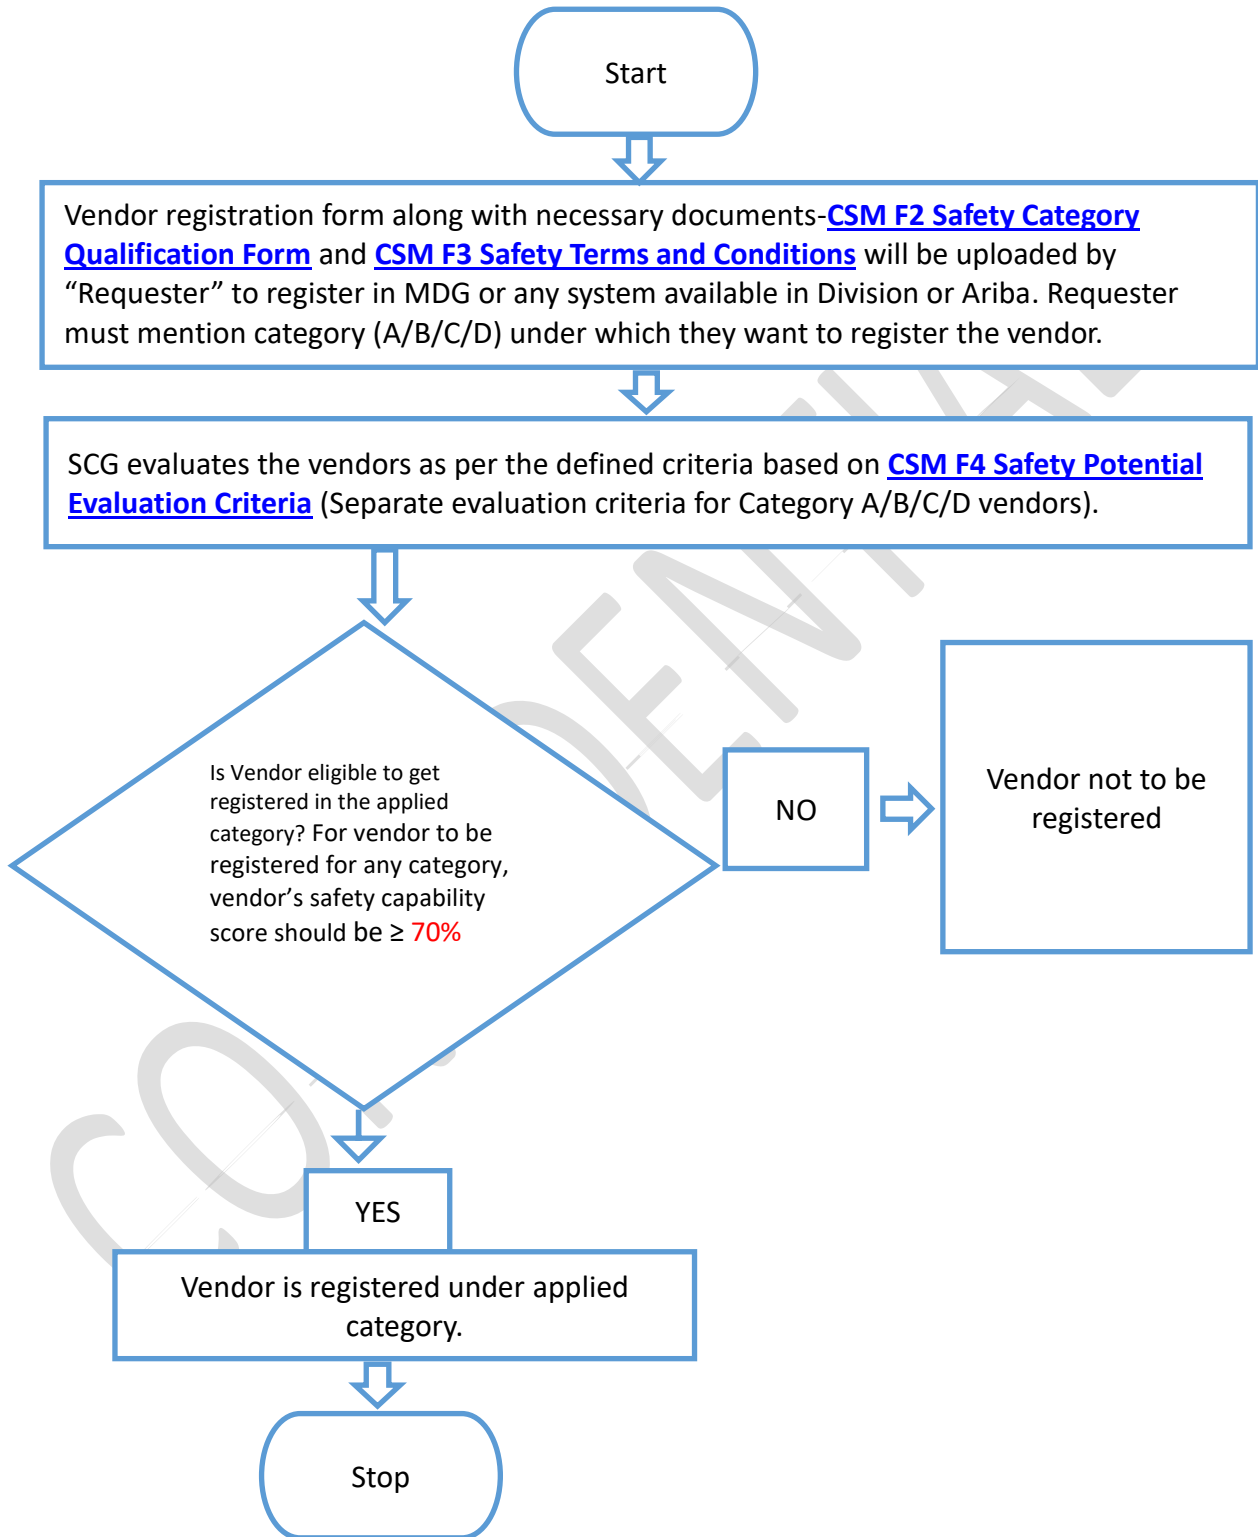 Start
Vendor registration form along with necessary documents-CSM F2 Safety Category
Qualification Form and CSM F3 Safety Terms and Conditions will be uploaded by
“Requester” to register in MDG or any system available in Division or Ariba. Requester
must mention category (A/B/C/D) under which they want to register the vendor.
SCG evaluates the vendors as per the defined criteria based on CSM F4 Safety Potential
Evaluation Criteria (Separate evaluation criteria for Category A/B/C/D vendors).
Is Vendor eligible to get
registered in the applied
category? For vendor to be
registered for any category,
vendor’s safety capability
score should be ≥ 70%
NO
Vendor not to be
registered
YES
Vendor is registered under applied
category.
Stop
CONFIDENTIAL